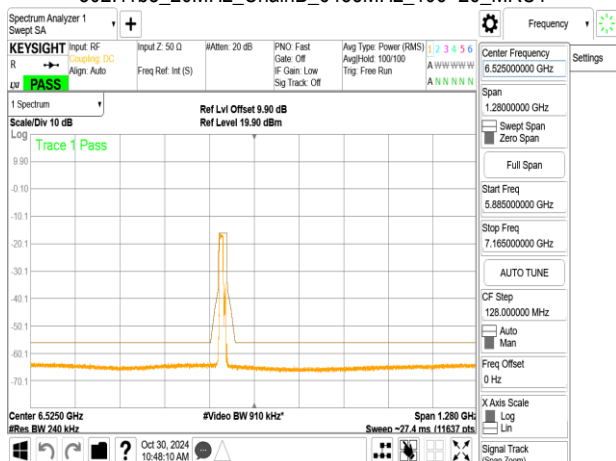 Spectrum Analyzer 1
Swept SA
Frequency
KEYSIGHT
R
LXI
PASS
Input: RF
Coupling: DC
Align: Auto
Input Z: 50 Ω
Freq Ref: Int (S)
#Atten: 20 dB
PNO: Fast
Gate: Off
IF Gain: Low
Sig Track: Off
Avg Type: Power (RMS)
Avg|Hold: 100/100
Trig: Free Run
1 2 3 4 5 6
A W W W W W
A N N N N N
1 Spectrum
Scale/Div 10 dB
Ref Lvl Offset 9.90 dB
Ref Level 19.90 dBm
Log
Trace 1 Pass
9.90
-0.10
-10.1
-20.1
-30.1
-40.1
-50.1
-60.1
-70.1
Center 6.5250 GHz
#Video BW 910 kHz*
Span 1.280 GHz
#Res BW 240 kHz
Sweep ~27.4 ms (11637 pts
Oct 30, 2024
10:48:10 AM
Center Frequency
6.525000000 GHz
Settings
Span
1.28000000 GHz
Swept Span
Zero Span
Full Span
Start Freq
5.885000000 GHz
Stop Freq
7.165000000 GHz
AUTO TUNE
CF Step
128.000000 MHz
Auto
Man
Freq Offset
0 Hz
X Axis Scale
Log
Lin
Signal Track
(Span Zoom)